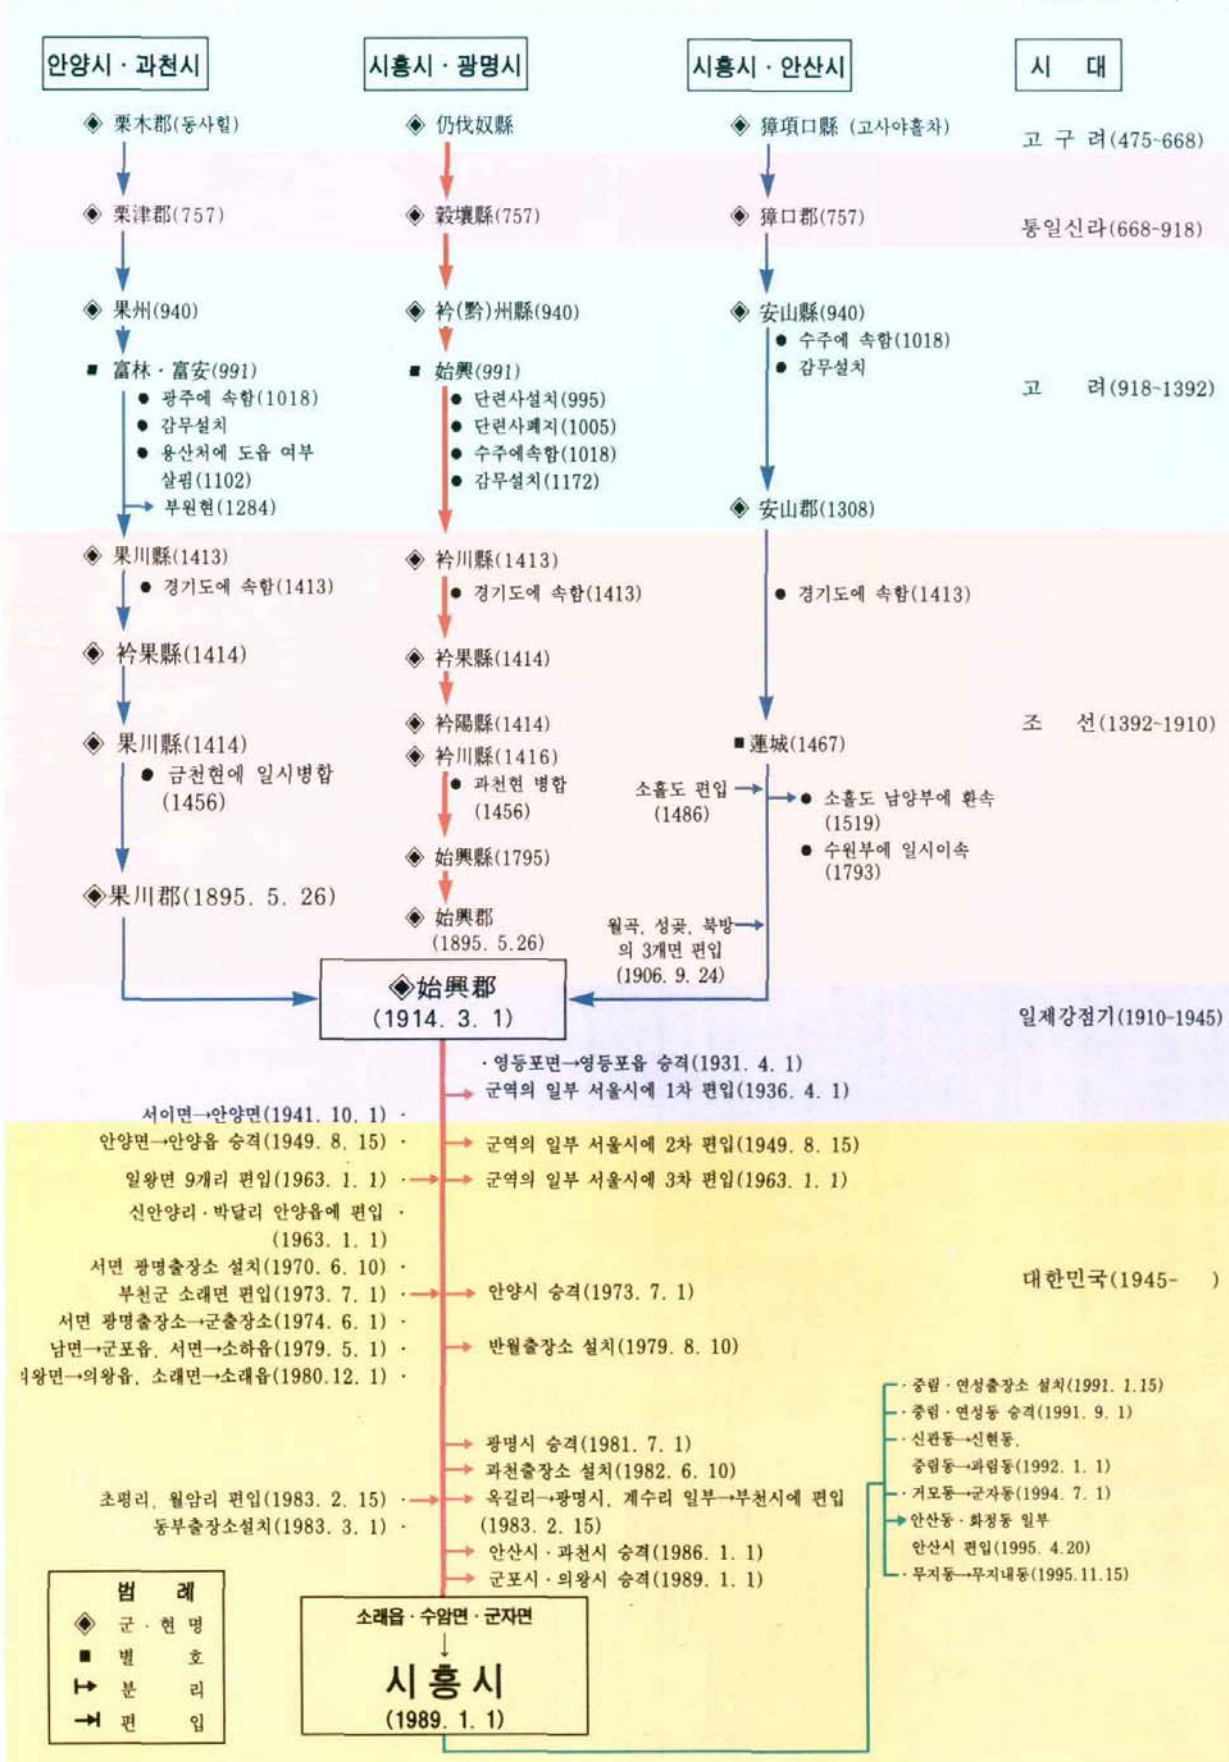 안양시 · 과천시
시흥시 · 광명시
시흥시 · 안산시
시 대
◈ 栗木郡(동사힐)
◈ 仍伐奴縣
◈ 獐項口縣 (고사야홀차)
고 구 려(475~668)
◈ 栗津郡(757)
◈ 穀壤縣(757)
◈ 獐口郡(757)
통일신라(668-918)
◈ 果州(940)
◈ 衿(黔)州縣(940)
◈ 安山縣(940)
● 수주에 속함(1018)
● 감무설치
■ 富林 · 富安(991)
● 광주에 속함(1018)
● 감무설치
● 용산처에 도읍 여부
살핌(1102)
부원현(1284)
■ 始興(991)
● 단련사설치(995)
● 단련사폐지(1005)
● 수주에속함(1018)
● 감무설치(1172)
고 려(918~1392)
◈ 安山郡(1308)
◈ 果川縣(1413)
● 경기도에 속함(1413)
◈ 衿川縣(1413)
● 경기도에 속함(1413)
● 경기도에 속함(1413)
◈ 衿果縣(1414)
◈ 衿果縣(1414)
◈ 果川縣(1414)
● 금천현에 일시병합
(1456)
◈ 衿陽縣(1414)
◈ 衿川縣(1416)
● 과천현 병합
(1456)
■ 蓮城(1467)
조 선(1392~1910)
소홀도 편입
(1486)
● 소홀도 남양부에 환속
(1519)
● 수원부에 일시이속
(1793)
◈ 始興縣(1795)
◈果川郡(1895. 5. 26)
◈ 始興郡
(1895. 5.26)
월곡, 성곶, 북방
의 3개면 편입
(1906. 9. 24)
◈始興郡
(1914. 3. 1)
일제강점기(1910-1945)
· 영등포면→영등포읍 승격(1931. 4. 1)
군역의 일부 서울시에 1차 편입(1936. 4. 1)
서이면→안양면(1941. 10. 1) ·
안양면→안양읍 승격(1949. 8. 15) ·
군역의 일부 서울시에 2차 편입(1949. 8. 15)
일왕면 9개리 편입(1963. 1. 1) ·
군역의 일부 서울시에 3차 편입(1963. 1. 1)
신안양리 · 박달리 안양읍에 편입 ·
(1963. 1. 1)
서면 광명출장소 설치(1970. 6. 10) ·
부천군 소래면 편입(1973. 7. 1) ·
안양시 승격(1973. 7. 1)
대한민국(1945- )
서면 광명출장소→군출장소(1974. 6. 1) ·
남면→군포읍, 서면→소하읍(1979. 5. 1) ·
반월출장소 설치(1979. 8. 10)
의왕면→의왕읍, 소래면→소래읍(1980.12. 1) ·
광명시 승격(1981. 7. 1)
과천출장소 설치(1982. 6. 10)
초평리, 월암리 편입(1983. 2. 15) ·
옥길리→광명시, 계수리 일부→부천시에 편입
(1983. 2. 15)
동부출장소설치(1983. 3. 1) ·
안산시 · 과천시 승격(1986. 1. 1)
군포시 · 의왕시 승격(1989. 1. 1)
· 중림 · 연성출장소 설치(1991. 1.15)
· 중림 · 연성동 승격(1991. 9. 1)
· 신관동→신현동,
중림동→과림동(1992. 1. 1)
· 거모동→군자동(1994. 7. 1)
안산동 · 화정동 일부
안산시 편입(1995. 4.20)
· 무지동→무지내동(1995.11.15)
소래읍 · 수암면 · 군자면
↓
시흥시
(1989. 1. 1)
범 례
◈ 군 · 현 명
■ 별 호
분 리
편 입